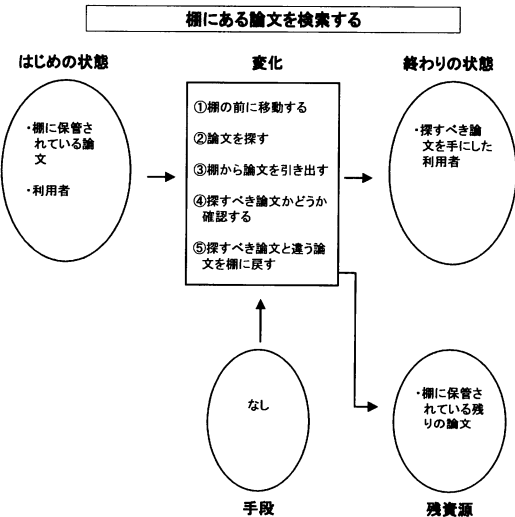 棚にある論文を検索する
はじめの状態
変化
終わりの状態
・棚に保管さ
れている論
文
・利用者
①棚の前に移動する
②論文を探す
③棚から論文を引き出す
④探すべき論文かどうか
確認する
⑤探すべき論文と違う論
文を棚に戻す
・探すべき論
文を手にした
利用者
なし
・棚に保管さ
れている残
りの論文
手段
残資源